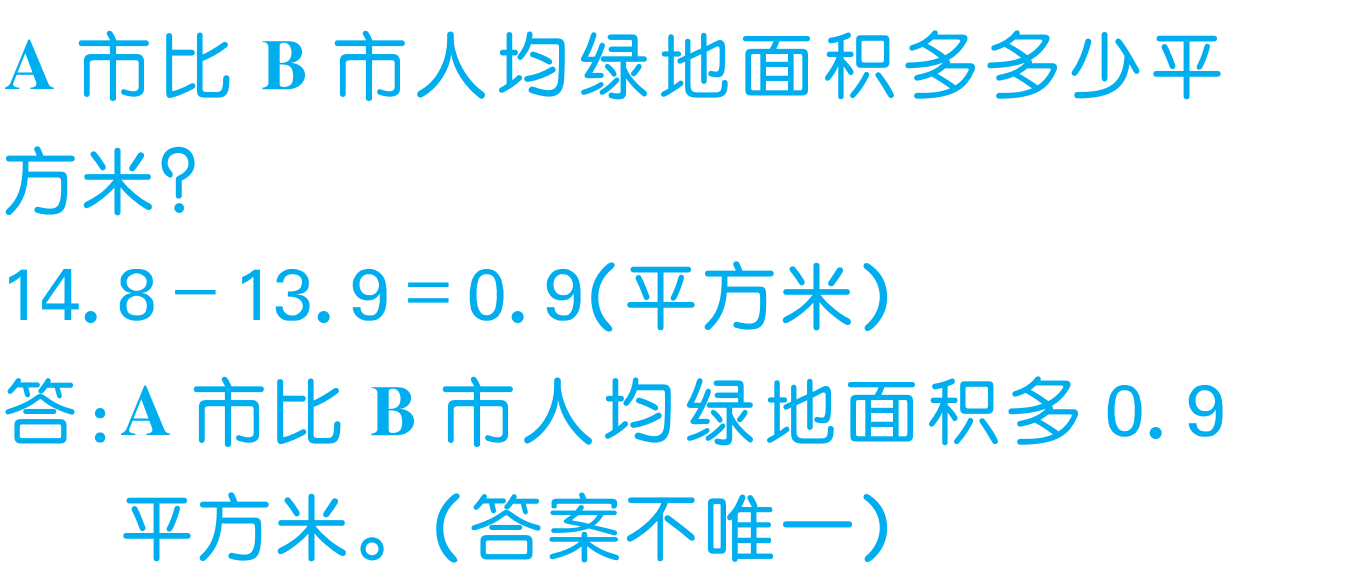 A 市比 B 市人均绿地面积多多少平
方米?
14.8-13.9=0.9(平方米)
答:A 市比 B 市人均绿地面积多 0.9
平方米。(答案不唯一)